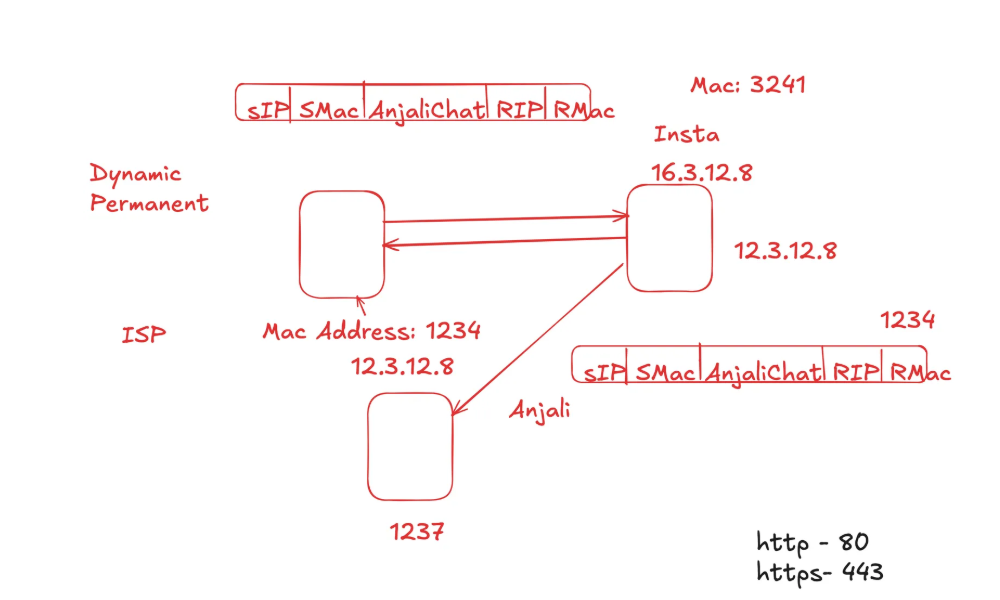 Mac: 3241
sIP SMac AnjaliChat RIP RMac
Insta
16.3.12.8
Dynamic
Permanent
12.3.12.8
1234
ISP
Mac Address: 1234
12.3.12.8
sIP SMac AnjaliChat RIP RMac
Anjali
1237
http - 80
https- 443